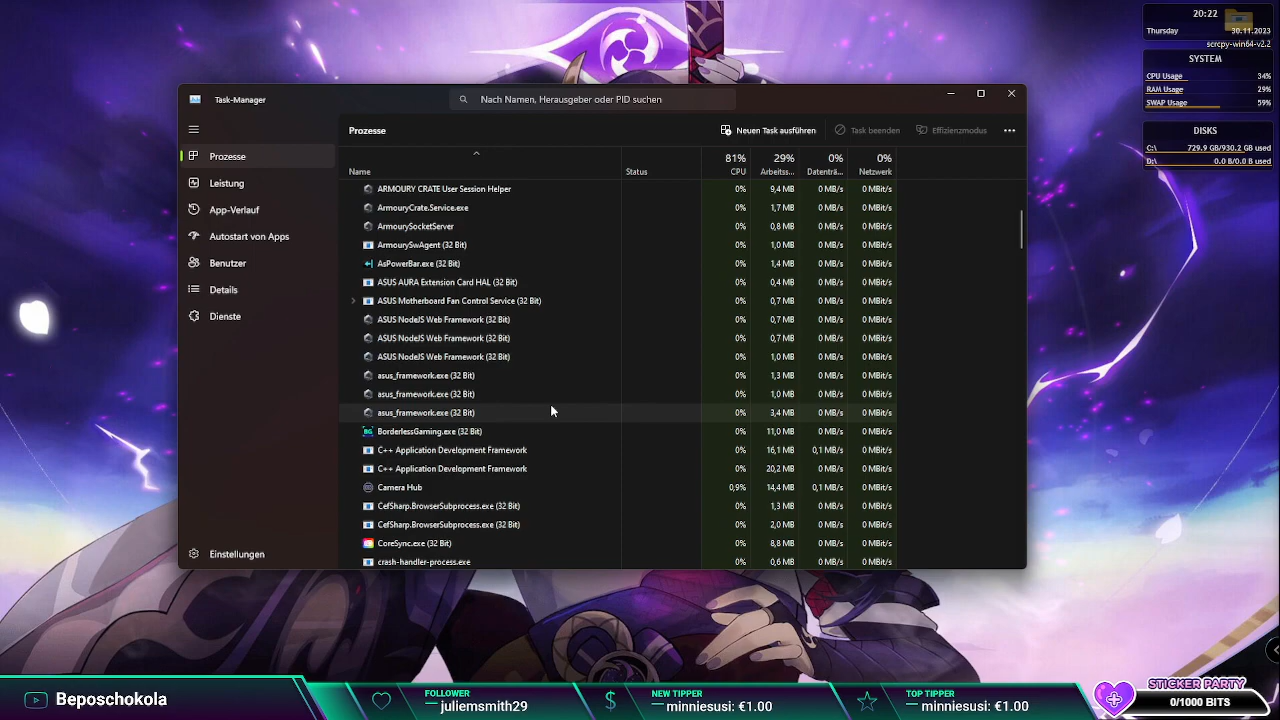 20:22
Thursday 30.11.2023
scrcpy-win64-v2.2
SYSTEM
CPU Usage 34%
RAM Usage 29%
SWAP Usage 59%
DISKS
C:\ 729.9 GB/930.2 GB used
D:\ 0.0 B/0.0 B used
Task-Manager
Nach Namen, Herausgeber oder PID suchen
Prozesse
Neuen Task ausführen
Task beenden
Effizienzmodus
Prozesse
Leistung
App-Verlauf
Autostart von Apps
Benutzer
Details
Dienste
Einstellungen
81% 29% 0% 0%
Name Status CPU Arbeitss... Datenträ... Netzwerk
ARMOURY CRATE User Session Helper 0% 9,4 MB 0 MB/s 0 MBit/s
ArmouryCrate.Service.exe 0% 1,7 MB 0 MB/s 0 MBit/s
ArmourySocketServer 0% 0,8 MB 0 MB/s 0 MBit/s
ArmourySwAgent (32 Bit) 0% 1,0 MB 0 MB/s 0 MBit/s
AsPowerBar.exe (32 Bit) 0% 1,4 MB 0 MB/s 0 MBit/s
ASUS AURA Extension Card HAL (32 Bit) 0% 0,4 MB 0 MB/s 0 MBit/s
ASUS Motherboard Fan Control Service (32 Bit) 0% 0,7 MB 0 MB/s 0 MBit/s
ASUS NodeJS Web Framework (32 Bit) 0% 0,7 MB 0 MB/s 0 MBit/s
ASUS NodeJS Web Framework (32 Bit) 0% 0,7 MB 0 MB/s 0 MBit/s
ASUS NodeJS Web Framework (32 Bit) 0% 1,0 MB 0 MB/s 0 MBit/s
asus_framework.exe (32 Bit) 0% 1,3 MB 0 MB/s 0 MBit/s
asus_framework.exe (32 Bit) 0% 1,0 MB 0 MB/s 0 MBit/s
asus_framework.exe (32 Bit) 0% 3,4 MB 0 MB/s 0 MBit/s
BG BorderlessGaming.exe (32 Bit) 0% 11,0 MB 0 MB/s 0 MBit/s
C++ Application Development Framework 0% 16,1 MB 0,1 MB/s 0 MBit/s
C++ Application Development Framework 0% 20,2 MB 0 MB/s 0 MBit/s
Camera Hub 0,9% 14,4 MB 0,1 MB/s 0 MBit/s
CefSharp.BrowserSubprocess.exe (32 Bit) 0% 1,3 MB 0 MB/s 0 MBit/s
CefSharp.BrowserSubprocess.exe (32 Bit) 0% 2,0 MB 0 MB/s 0 MBit/s
CoreSync.exe (32 Bit) 0% 8,8 MB 0 MB/s 0 MBit/s
crash-handler-process.exe 0% 0,6 MB 0 MB/s 0 MBit/s
Beposchokola
FOLLOWER
juliemsmith29
$
NEW TIPPER
minniesusi: €1.00
TOP TIPPER
minniesusi: €1.00
STICKER PARTY
0/1000 BITS